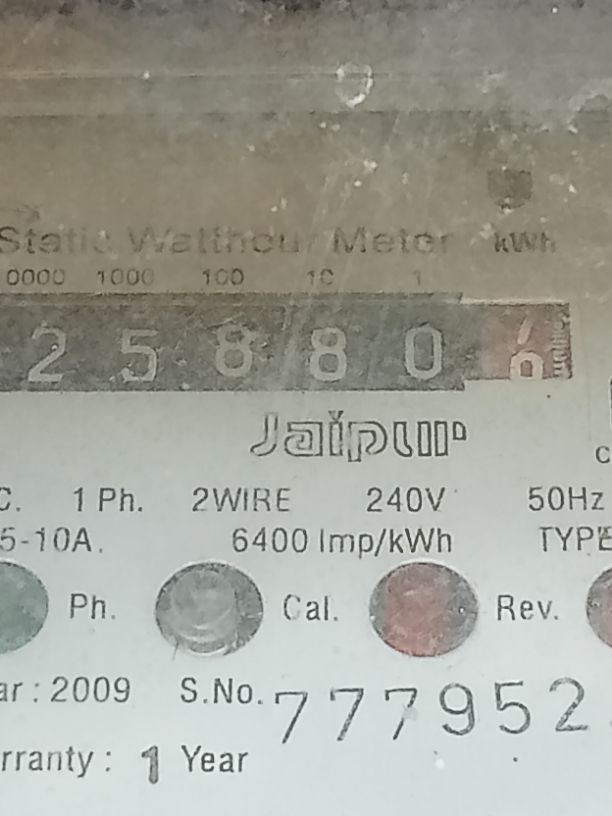 Static Watthour Meter kWh
0000 1000 100 10 1
2 5 8 8 0
Jaipur
C. 1 Ph. 2WIRE 240V 50Hz
5-10A. 6400 Imp/kWh TYPE
Ph. Cal. Rev.
ar : 2009 S.No. 777952
rranty : 1 Year